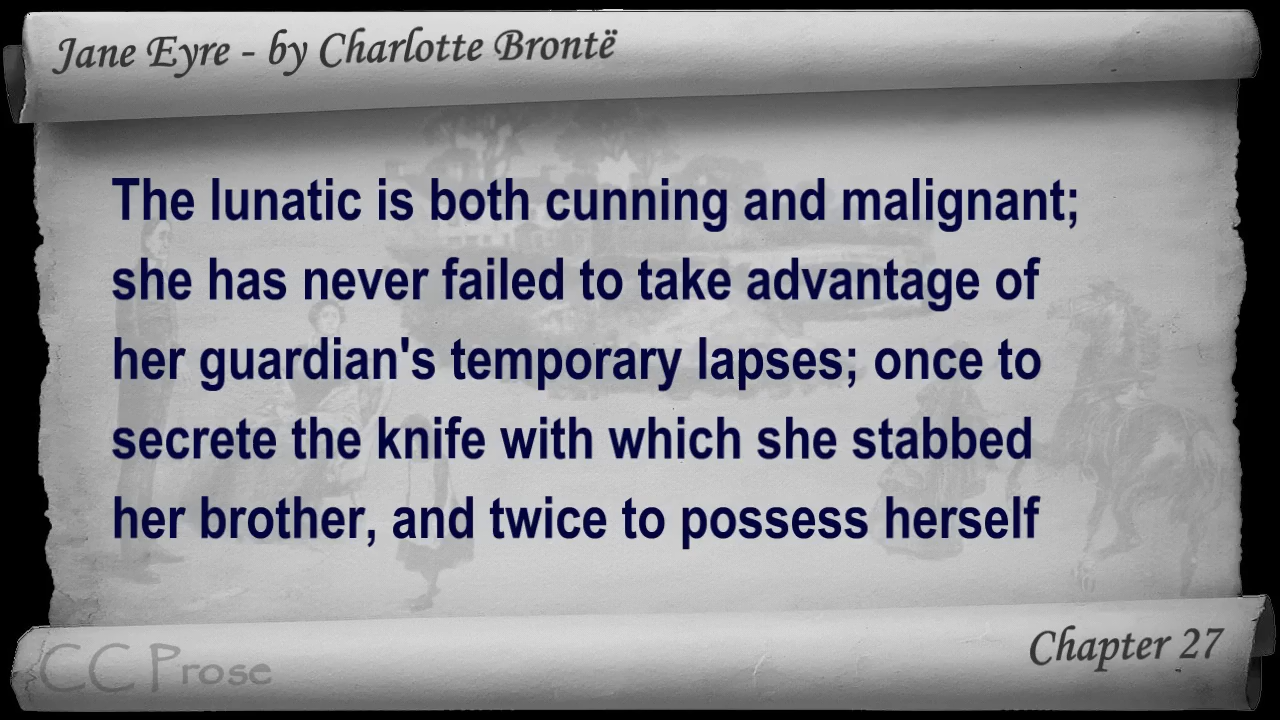 Jane Eyre - by Charlotte Brontë
The lunatic is both cunning and malignant;
she has never failed to take advantage of
her guardian's temporary lapses; once to
secrete the knife with which she stabbed
her brother, and twice to possess herself
CC Prose
Chapter 27